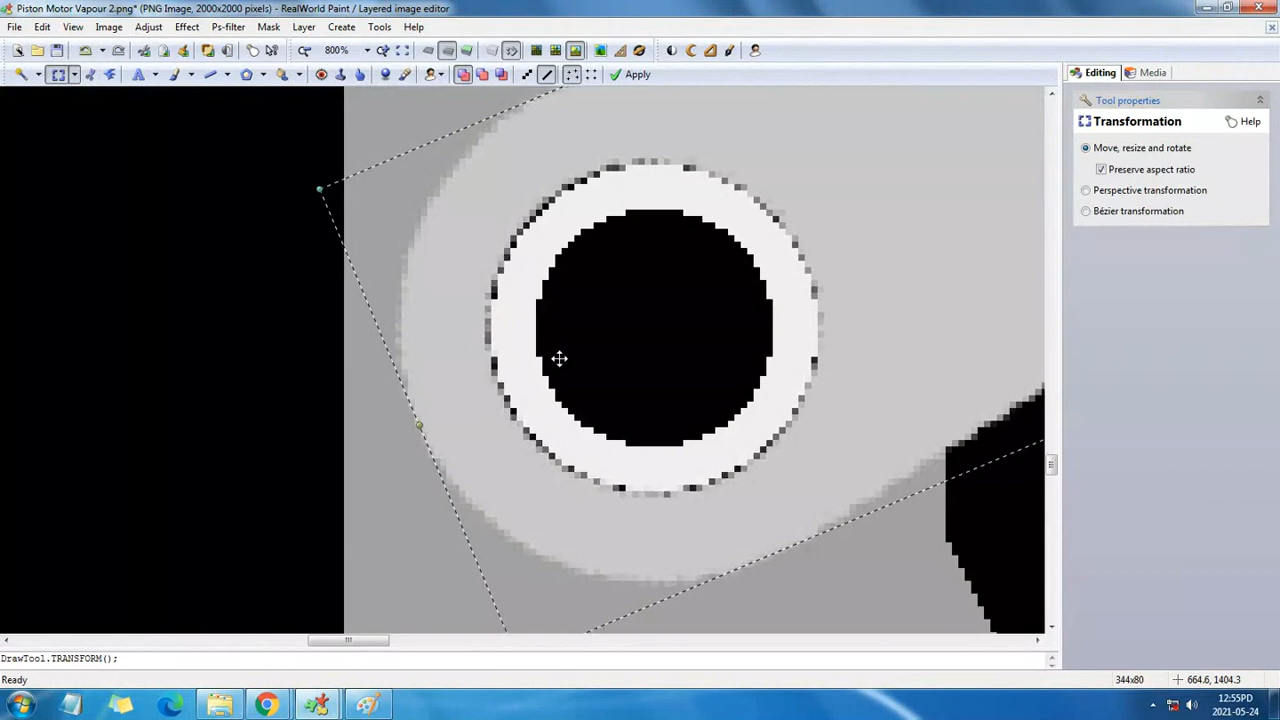 Piston Motor Vapour 2.png* (PNG Image, 2000x2000 pixels) - RealWorld Paint / Layered image editor
File Edit View Image Adjust Effect Ps-filter Mask Layer Create Tools Help
800%
A Apply
Editing Media
Tool properties
Transformation Help
Move, resize and rotate
Preserve aspect ratio
Perspective transformation
Bézier transformation
DrawTool.TRANSFORM();
Ready 344x80 664.6, 1404.3
12:55PD
2021-05-24